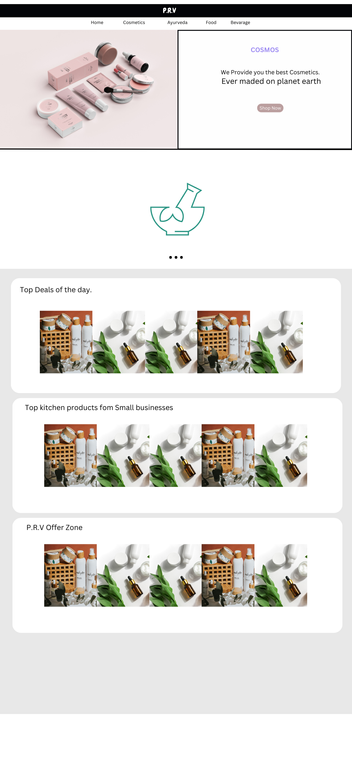 P.R.V
Home Cosmetics Ayurveda Food Bevarage
COSMOS
We Provide you the best Cosmetics.
Ever maded on planet earth
Shop Now
Top Deals of the day.
Top kitchen products fom Small businesses
P.R.V Offer Zone